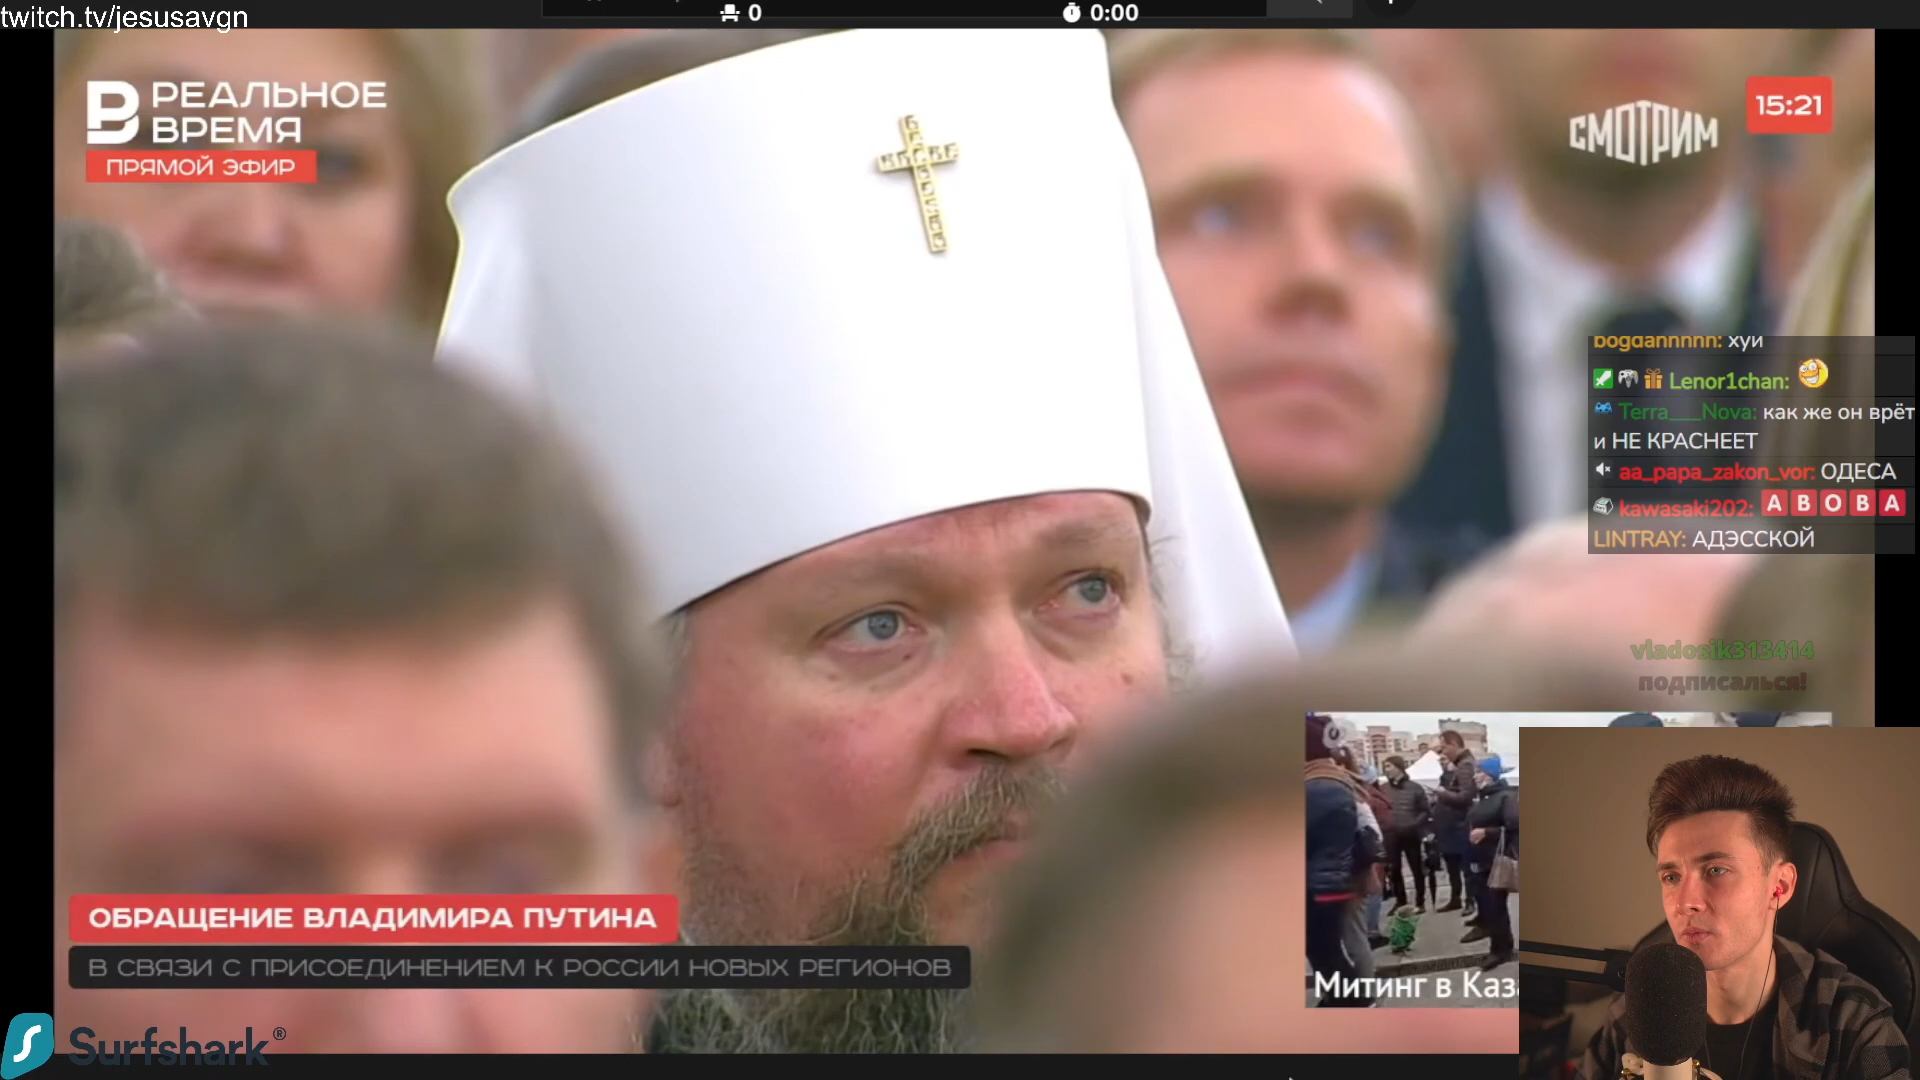 twitch.tv/jesusavgn
0
0:00
РЕАЛЬНОЕ
ВРЕМЯ
ПРЯМОЙ ЭФИР
СМОТРИМ
15:21
bogdannnnn: хуи
Lenor1chan:
Terra___Nova: как же он врёт
и НЕ КРАСНЕЕТ
aa_papa_zakon_vor: ОДЕСА
kawasaki202: A B O B A
LINTRAY: АДЭССКОЙ
vladosik313414
подписалься!
ОБРАЩЕНИЕ ВЛАДИМИРА ПУТИНА
В СВЯЗИ С ПРИСОЕДИНЕНИЕМ К РОССИИ НОВЫХ РЕГИОНОВ
Митинг в Каза
Surfshark®